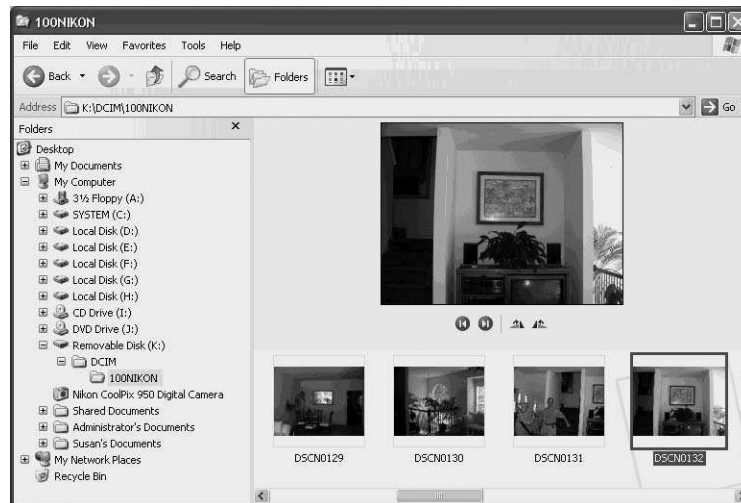 100NIKON
File Edit View Favorites Tools Help
Back Search Folders
Address K:\DCIM\100NIKON Go
Folders x
Desktop
My Documents
My Computer
3½ Floppy (A:)
SYSTEM (C:)
Local Disk (D:)
Local Disk (E:)
Local Disk (F:)
Local Disk (G:)
Local Disk (H:)
CD Drive (I:)
DVD Drive (J:)
Removable Disk (K:)
DCIM
100NIKON
Nikon CoolPix 950 Digital Camera
Shared Documents
Administrator's Documents
Susan's Documents
My Network Places
Recycle Bin
DSCN0129 DSCN0130 DSCN0131 DSCN0132